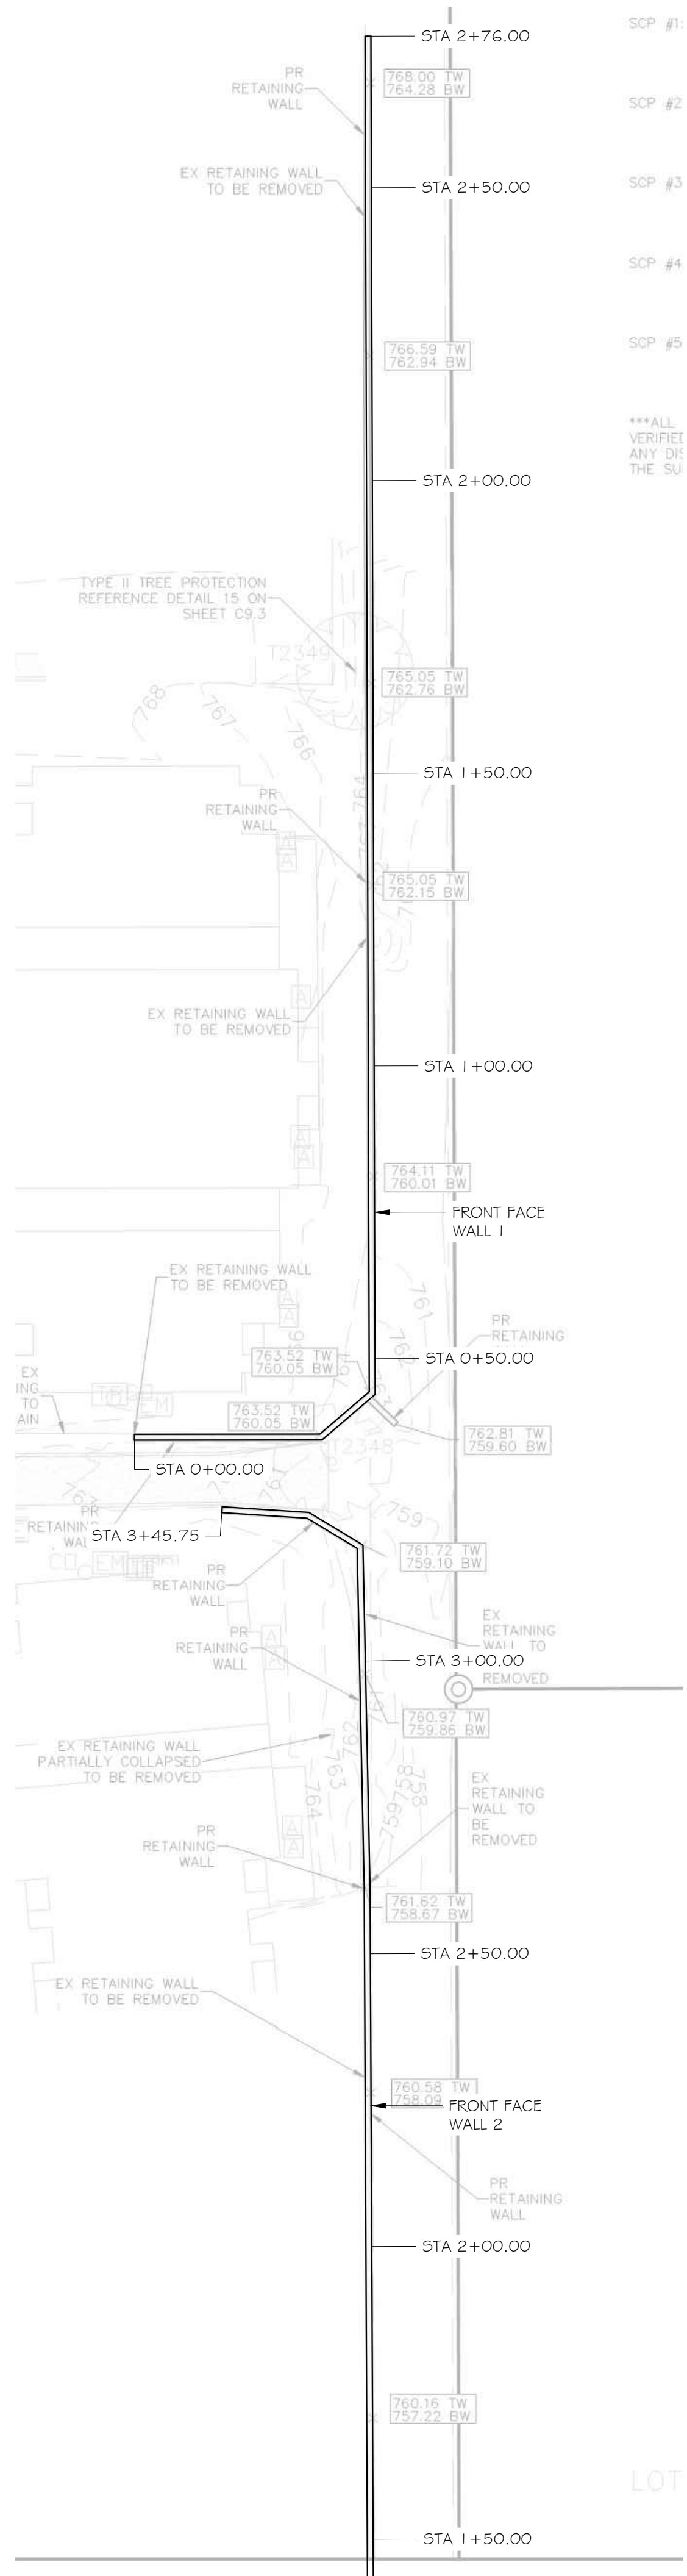 STA 2+76.00
SCP #1:
PR
RETAINING
WALL
768.00 TW
764.28 BW
SCP #2
EX RETAINING WALL
TO BE REMOVED
STA 2+50.00
SCP #3
SCP #4
766.59 TW
762.94 BW
SCP #5
***ALL
VERIFIED
ANY DIS
THE SU
STA 2+00.00
TYPE II TREE PROTECTION
REFERENCE DETAIL 15 ON
SHEET C9.3
T2349
765.05 TW
762.76 BW
768
767
766
764
STA 1+50.00
PR
RETAINING
WALL
A
A
765.05 TW
762.15 BW
EX RETAINING WALL
TO BE REMOVED
A
STA 1+00.00
A
A
764.11 TW
760.01 BW
FRONT FACE
WALL 1
EX RETAINING WALL
TO BE REMOVED
A
A
761
762
PR
RETAINING
763.52 TW
760.05 BW
STA 0+50.00
EX
ING
TO
AIN
763.52 TW
760.05 BW
762.81 TW
759.60 BW
T2348
STA 0+00.00
PR
RETAINING
WAL
STA 3+45.75
759
761.72 TW
759.10 BW
PR
RETAINING
WALL
EX
RETAINING
WALL TO
REMOVED
PR
RETAINING
WALL
A
A
STA 3+00.00
760.97 TW
759.86 BW
EX RETAINING WALL
PARTIALLY COLLAPSED
TO BE REMOVED
764
763
762
761
759
758
758
EX
RETAINING
WALL TO
BE
REMOVED
PR
RETAINING
WALL
A
A
761.62 TW
758.67 BW
STA 2+50.00
EX RETAINING WALL
TO BE REMOVED
760.58 TW
758.09
FRONT FACE
WALL 2
PR
RETAINING
WALL
STA 2+00.00
760.16 TW
757.22 BW
LOT
STA 1+50.00